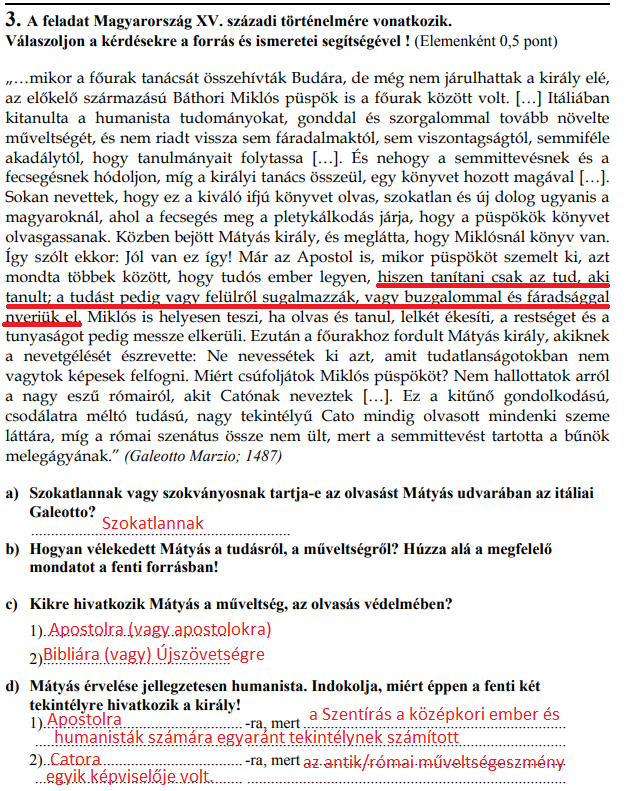 3. A feladat Magyarország XV. századi történelmére vonatkozik.
Válaszoljon a kérdésekre a forrás és ismeretei segítségével ! (Elemenként 0,5 pont)
„…mikor a főurak tanácsát összehívták Budára, de még nem járulhattak a király elé,
az előkelő származású Báthori Miklós püspök is a főurak között volt. […] Itáliában
kitanulta a humanista tudományokat, gonddal és szorgalommal tovább növelte
műveltségét, és nem riadt vissza sem fáradalmaktól, sem viszontagságtól, semmiféle
akadálytól, hogy tanulmányait folytassa […]. És nehogy a semmittevésnek és a
fecsegésnek hódoljon, míg a királyi tanács összeül, egy könyvet hozott magával […].
Sokan nevettek, hogy ez a kiváló ifjú könyvet olvas, szokatlan és új dolog ugyanis a
magyaroknál, ahol a fecsegés meg a pletykálkodás járja, hogy a püspökök könyvet
olvasgassanak. Közben bejött Mátyás király, és meglátta, hogy Miklósnál könyv van.
Így szólt ekkor: Jól van ez így! Már az Apostol is, mikor püspököt szemelt ki, azt
mondta többek között, hogy tudós ember legyen, hiszen tanítani csak az tud, aki
tanult; a tudást pedig vagy felülről sugalmazzák, vagy buzgalommal és fáradsággal
nyerjük el. Miklós is helyesen teszi, ha olvas és tanul, lelkét ékesíti, a restséget és a
tunyaságot pedig messze elkerüli. Ezután a főurakhoz fordult Mátyás király, akiknek
a nevetgélését észrevette: Ne nevessétek ki azt, amit tudatlanságotokban nem
vagytok képesek felfogni. Miért csúfoljátok Miklós püspököt? Nem hallottatok arról
a nagy eszű rómairól, akit Catónak neveztek […]. Ez a kitűnő gondolkodású,
csodálatra méltó tudású, nagy tekintélyű Cato mindig olvasott mindenki szeme
láttára, míg a római szenátus össze nem ült, mert a semmittevést tartotta a bűnök
melegágyának.” (Galeotto Marzio; 1487)
a) Szokatlannak vagy szokványosnak tartja-e az olvasást Mátyás udvarában az itáliai
Galeotto?
Szokatlannak
b) Hogyan vélekedett Mátyás a tudásról, a műveltségről? Húzza alá a megfelelő
mondatot a fenti forrásban!
c) Kikre hivatkozik Mátyás a műveltség, az olvasás védelmében?
1) Apostolra (vagy apostolokra)
2) Bibliára (vagy) Újszövetségre
d) Mátyás érvelése jellegzetesen humanista. Indokolja, miért éppen a fenti két
tekintélyre hivatkozik a király!
1) Apostolra -ra, mert a Szentírás a középkori ember és
humanisták számára egyaránt tekintélynek számított
2) Catora -ra, mert az antik/római műveltségeszmény
egyik képviselője volt.